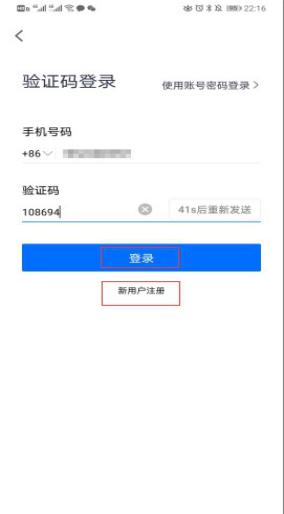 22:16
验证码登录
使用账号密码登录 >
手机号码
+86
验证码
108694
41s后重新发送
登录
新用户注册